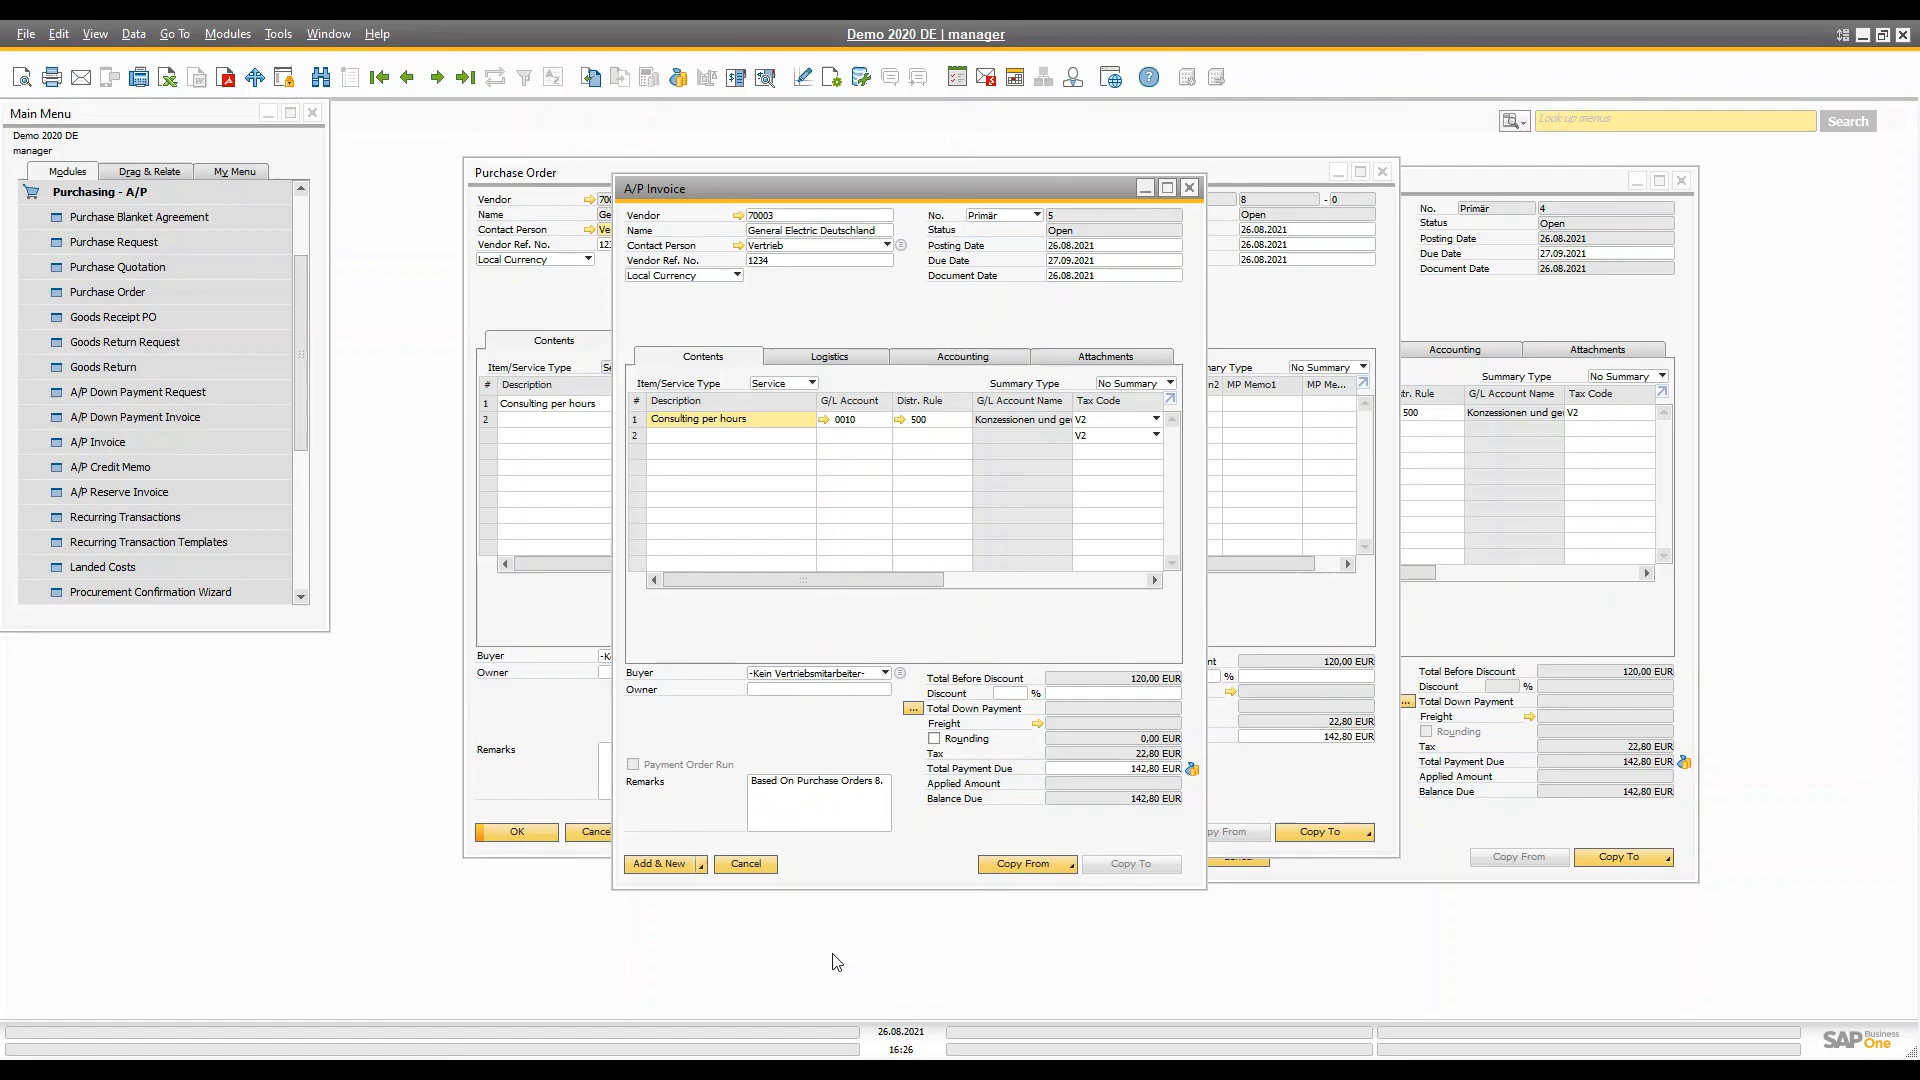 File Edit View Data Go To Modules Tools Window Help
Demo 2020 DE | manager
Look up menus
Search
Main Menu
Demo 2020 DE
manager
Modules Drag & Relate My Menu
Purchasing - A/P
Purchase Blanket Agreement
Purchase Request
Purchase Quotation
Purchase Order
Goods Receipt PO
Goods Return Request
Goods Return
A/P Down Payment Request
A/P Down Payment Invoice
A/P Invoice
A/P Credit Memo
A/P Reserve Invoice
Recurring Transactions
Recurring Transaction Templates
Landed Costs
Procurement Confirmation Wizard
Purchase Order
Vendor
Name
Contact Person
Vendor Ref. No.
Local Currency
8 - 0
Open
26.08.2021
26.08.2021
26.08.2021
Contents
Item/Service Type
No Summary
# Description
MP Memo1 MP Me...
1 Consulting per hours
2
Buyer
Owner
Remarks
120,00 EUR
%
22,80 EUR
142,80 EUR
OK
Copy To
A/P Invoice
Vendor 70003
Name General Electric Deutschland
Contact Person Vertrieb
Vendor Ref. No. 1234
Local Currency
No. Primär 5
Status Open
Posting Date 26.08.2021
Due Date 27.09.2021
Document Date 26.08.2021
Contents Logistics Accounting Attachments
Item/Service Type Service
Summary Type No Summary
# Description G/L Account Distr. Rule G/L Account Name Tax Code
1 Consulting per hours 0010 500 Konzessionen und ge V2
2 V2
Buyer -Kein Vertriebsmitarbeiter-
Owner
Payment Order Run
Remarks Based On Purchase Orders 8.
Total Before Discount 120,00 EUR
Discount %
... Total Down Payment
Freight
Rounding 0,00 EUR
Tax 22,80 EUR
Total Payment Due 142,80 EUR
Applied Amount
Balance Due 142,80 EUR
Add & New Cancel Copy From Copy To
No. Primär 4
Status Open
Posting Date 26.08.2021
Due Date 27.09.2021
Document Date 26.08.2021
Accounting Attachments
Summary Type No Summary
Rule G/L Account Name Tax Code
500 Konzessionen und ge V2
Total Before Discount 120,00 EUR
Discount %
... Total Down Payment
Freight
Rounding
Tax 22,80 EUR
Total Payment Due 142,80 EUR
Applied Amount
Balance Due 142,80 EUR
Copy From Copy To
26.08.2021
16:26
SAP Business One